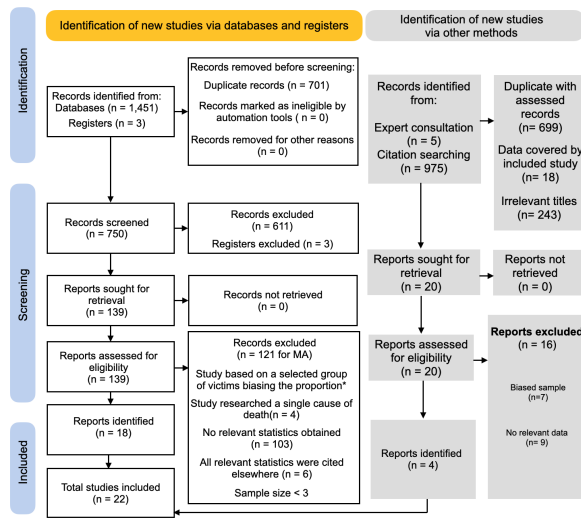 Identification of new studies via databases and registers
Identification of new studies
via other methods
Identification
Records identified from:
Databases (n = 1,451)
Registers (n = 3)
Records removed before screening:
Duplicate records (n = 701)
Records marked as ineligible by
automation tools ( n = 0)
Records removed for other reasons
(n = 0)
Records identified
from:
Expert consultation
(n = 5)
Citation searching
(n = 975)
Duplicate with
assessed
records
(n= 699)
Data covered by
included study
(n = 18)
Irrelevant titles
(n= 243)
Screening
Records screened
(n = 750)
Records excluded
(n = 611)
Registers excluded (n = 3)
Reports sought for
retrieval
(n = 139)
Records not retrieved
(n = 0)
Reports sought for
retrieval
(n = 20)
Reports not
retrieved
(n = 0)
Reports assessed for
eligibility
(n = 139)
Records excluded
(n = 121 for MA)
Study based on a selected group
of victims biasing the proportion*
Study researched a single cause of
death(n = 4)
No relevant statistics obtained
(n = 103)
All relevant statistics were cited
elsewhere (n = 6)
Sample size < 3
Reports assessed
for eligibility
(n = 20)
Reports excluded
(n = 16)
Biased sample
(n=7)
No relevant data
(n= 9)
Included
Reports identified
(n = 18)
Reports identified
(n = 4)
Total studies included
(n = 22)